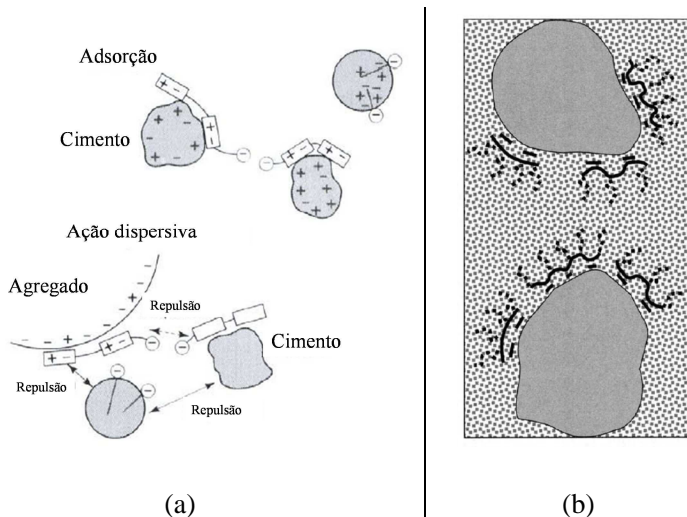 Adsorção
Cimento
Ação dispersiva
Agregado
Repulsão
Cimento
Repulsão
Repulsão
(a)
(b)